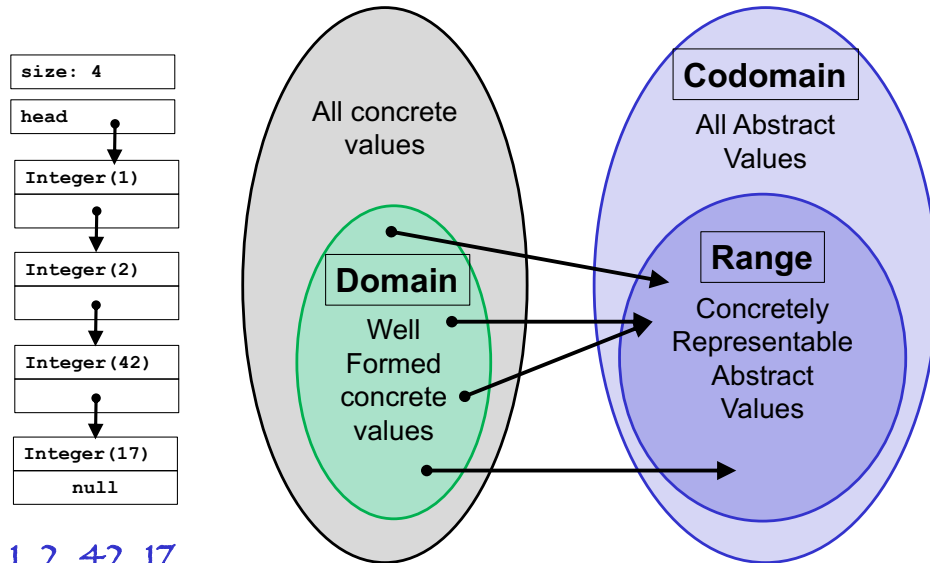 size: 4
head
Integer(1)
Integer(2)
Integer(42)
Integer(17)
null
1 2 42 17
All concrete
values
Domain
Well
Formed
concrete
values
Codomain
All Abstract
Values
Range
Concretely
Representable
Abstract
Values